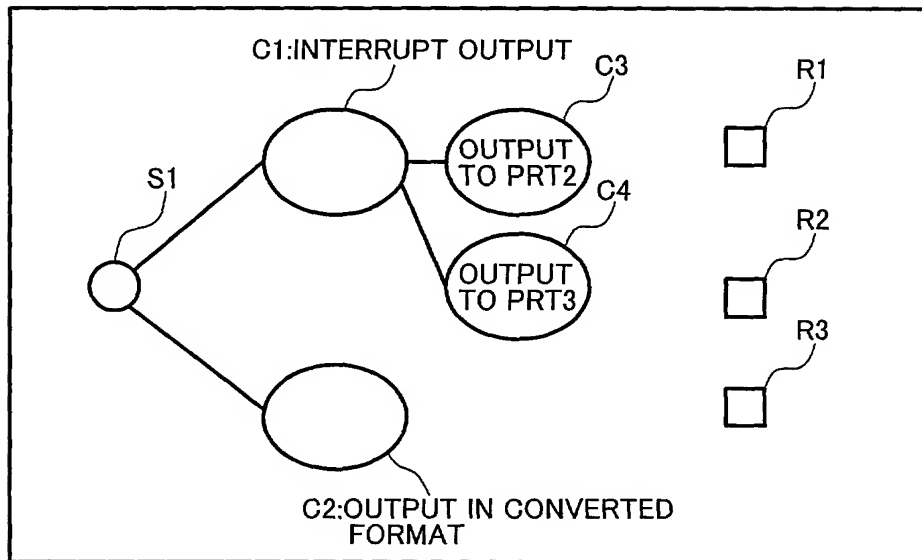 C1:INTERRUPT OUTPUT
C3
R1
OUTPUT
TO PRT2
S1
C4
R2
OUTPUT
TO PRT3
R3
C2:OUTPUT IN CONVERTED
FORMAT